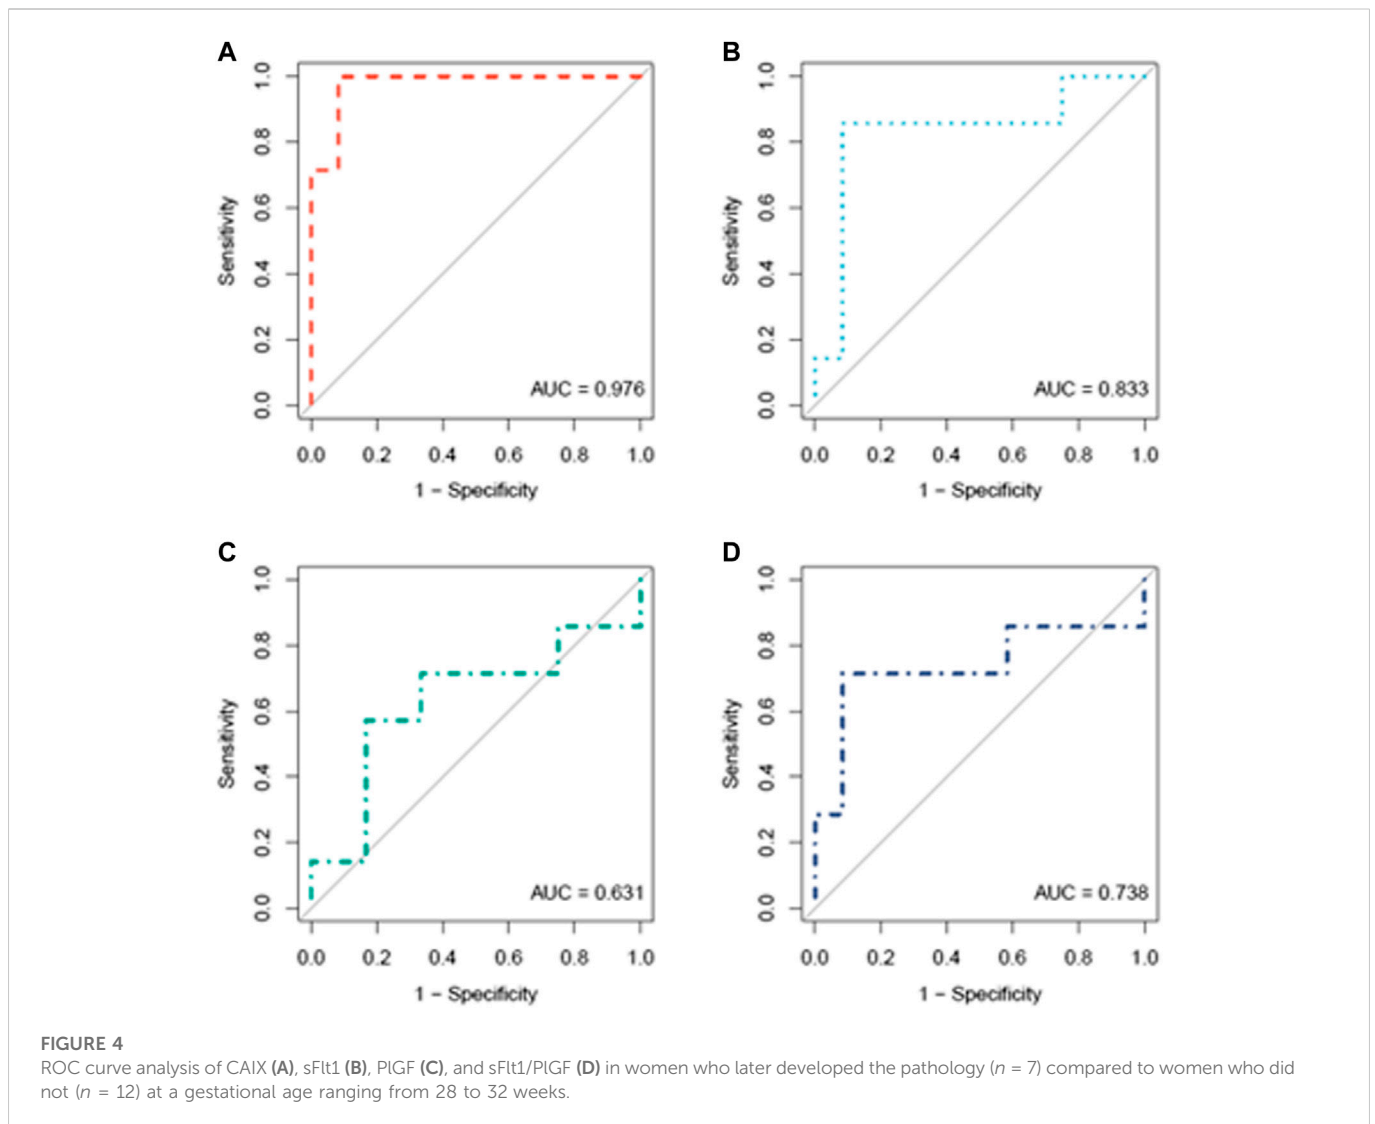 A
Sensitivity
0.0 0.2 0.4 0.6 0.8 1.0
AUC = 0.976
0.0 0.2 0.4 0.6 0.8 1.0
1 − Specificity
B
Sensitivity
0.0 0.2 0.4 0.6 0.8 1.0
AUC = 0.833
0.0 0.2 0.4 0.6 0.8 1.0
1 − Specificity
C
Sensitivity
0.0 0.2 0.4 0.6 0.8 1.0
AUC = 0.631
0.0 0.2 0.4 0.6 0.8 1.0
1 − Specificity
D
Sensitivity
0.0 0.2 0.4 0.6 0.8 1.0
AUC = 0.738
0.0 0.2 0.4 0.6 0.8 1.0
1 − Specificity
FIGURE 4
ROC curve analysis of CAIX (A), sFlt1 (B), PlGF (C), and sFlt1/PlGF (D) in women who later developed the pathology (n = 7) compared to women who did
not (n = 12) at a gestational age ranging from 28 to 32 weeks.